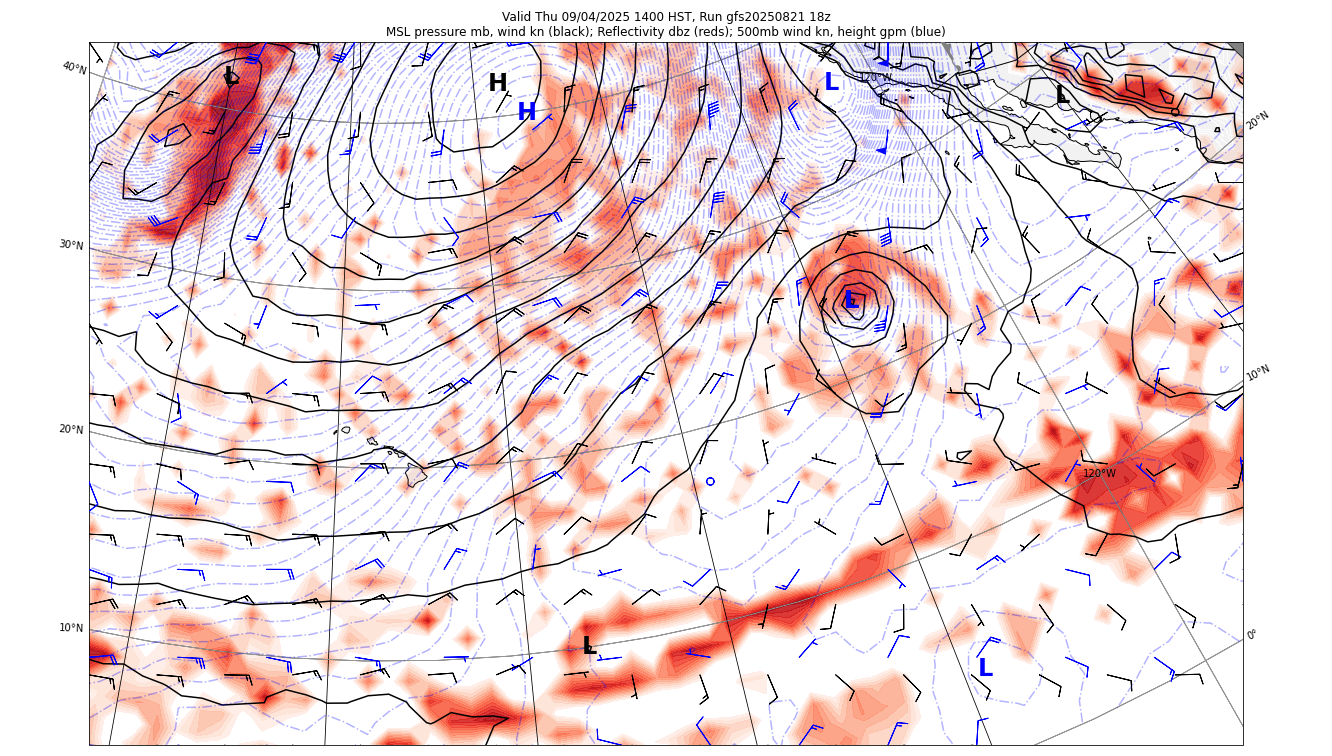 Valid Thu 09/04/2025 1400 HST, Run gfs20250821 18z
MSL pressure mb, wind kn (black); Reflectivity dbz (reds); 500mb wind kn, height gpm (blue)
40°N
L
H
H
L
120°W
L
20°N
30°N
L
10°N
20°N
120°W
10°N
L
0°
L